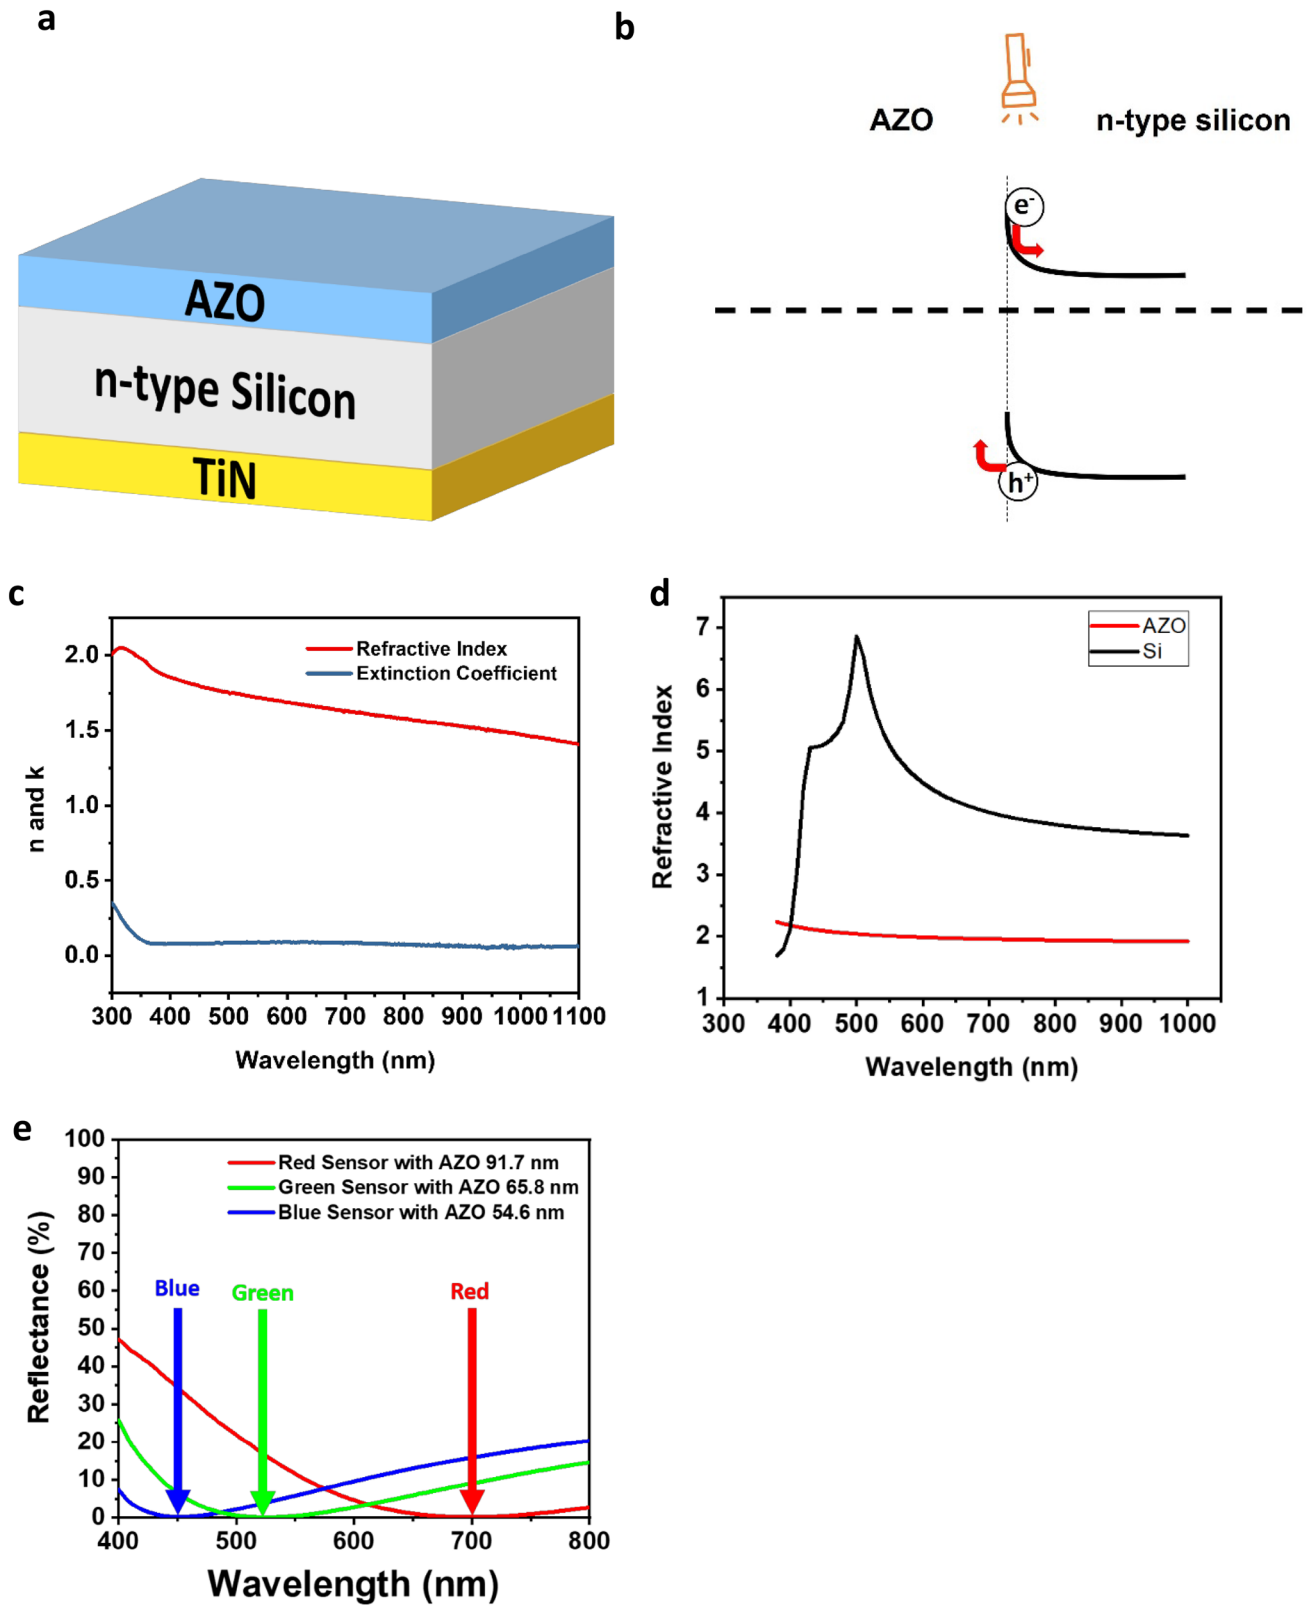 a
AZO
n-type Silicon
TiN
b
AZO
n-type silicon
e-
h+
c
n and k
2.0
1.5
1.0
0.5
0.0
Refractive Index
Extinction Coefficient
300 400 500 600 700 800 900 1000 1100
Wavelength (nm)
d
Refractive Index
7
6
5
4
3
2
1
AZO
Si
300 400 500 600 700 800 900 1000
Wavelength (nm)
e
Reflectance (%)
100
90
80
70
60
50
40
30
20
10
0
Red Sensor with AZO 91.7 nm
Green Sensor with AZO 65.8 nm
Blue Sensor with AZO 54.6 nm
Blue
Green
Red
400 500 600 700 800
Wavelength (nm)